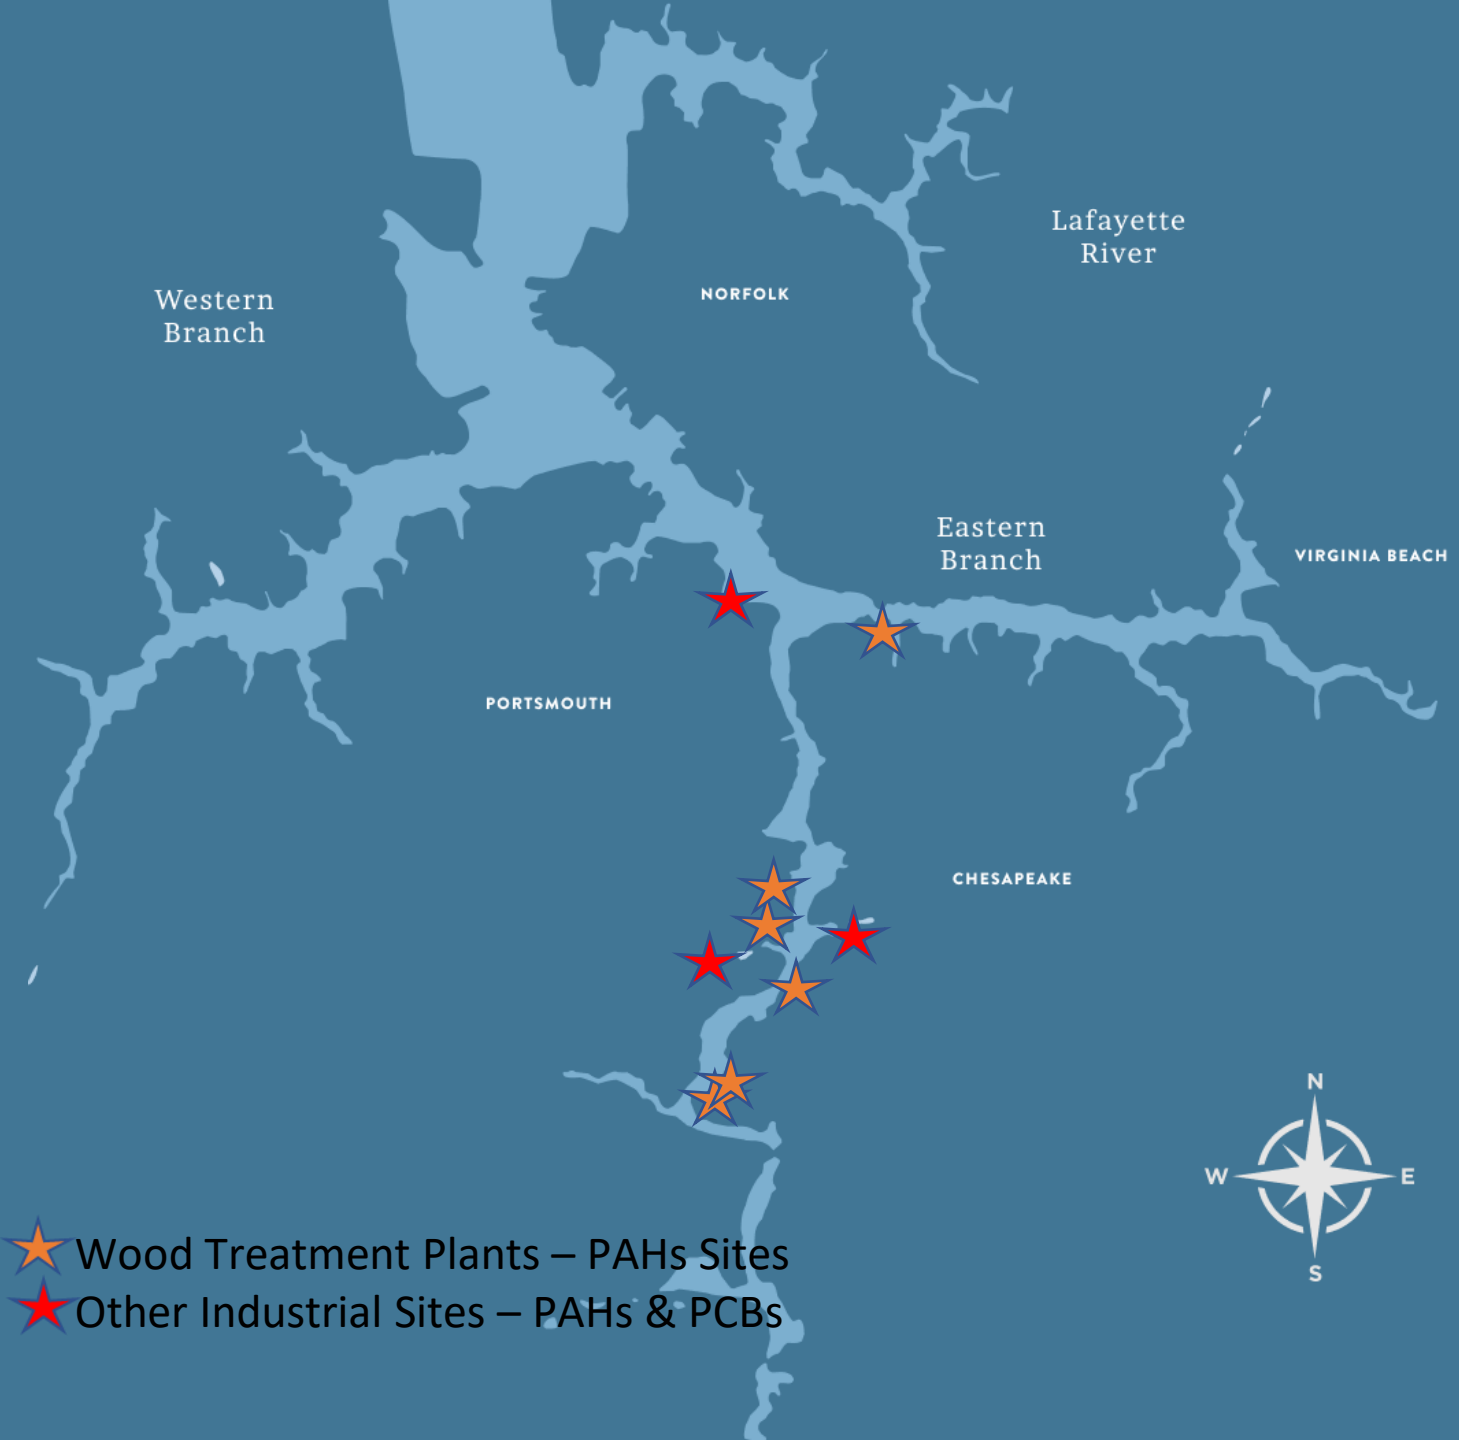 Lafayette
River
NORFOLK
Western
Branch
Eastern
Branch
VIRGINIA BEACH
PORTSMOUTH
CHESAPEAKE
N
W E
S
Wood Treatment Plants – PAHs Sites
Other Industrial Sites – PAHs & PCBs